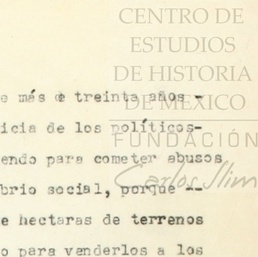 CENTRO DE
ESTUDIOS
DE HISTORIA
DE MEXICO
FUNDACIÓN
Carlos Slim
e más de treinta años -
icia de los políticos-
endo para cometer abusos
brio social, porque --
e hectareas de terrenos
o para venderlos a los